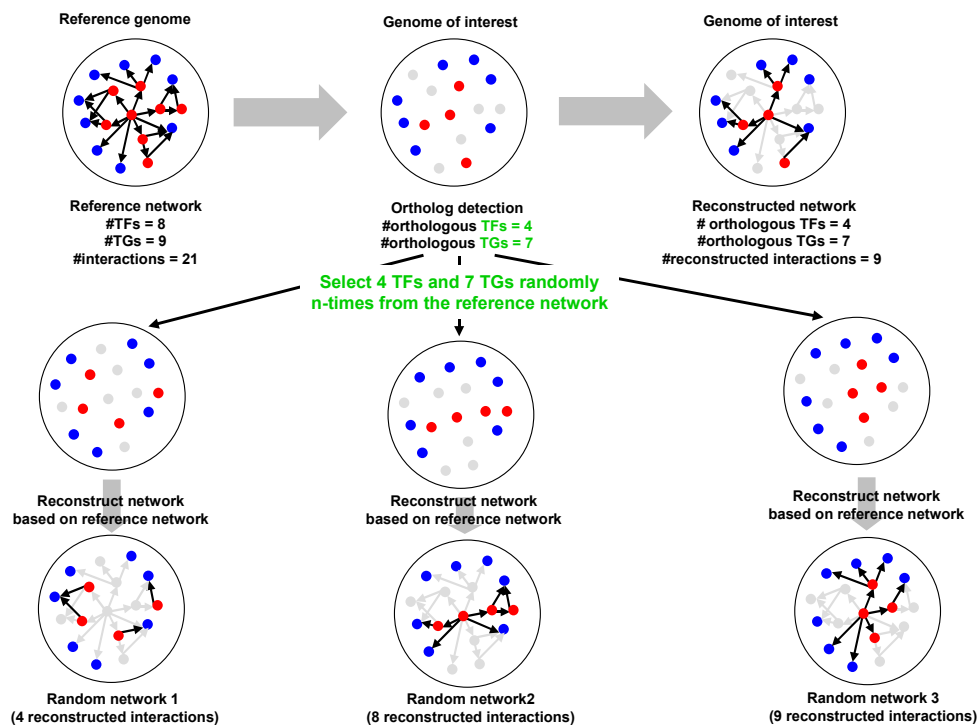 Reference genome
Genome of interest
Genome of interest
Reference network
#TFs = 8
#TGs = 9
#interactions = 21
Ortholog detection
#orthologous TFs = 4
#orthologous TGs = 7
Reconstructed network
# orthologous TFs = 4
#orthologous TGs = 7
#reconstructed interactions = 9
Select 4 TFs and 7 TGs randomly
n-times from the reference network
Reconstruct network
based on reference network
Reconstruct network
based on reference network
Reconstruct network
based on reference network
Random network 1
(4 reconstructed interactions)
Random network2
(8 reconstructed interactions)
Random network 3
(9 reconstructed interactions)